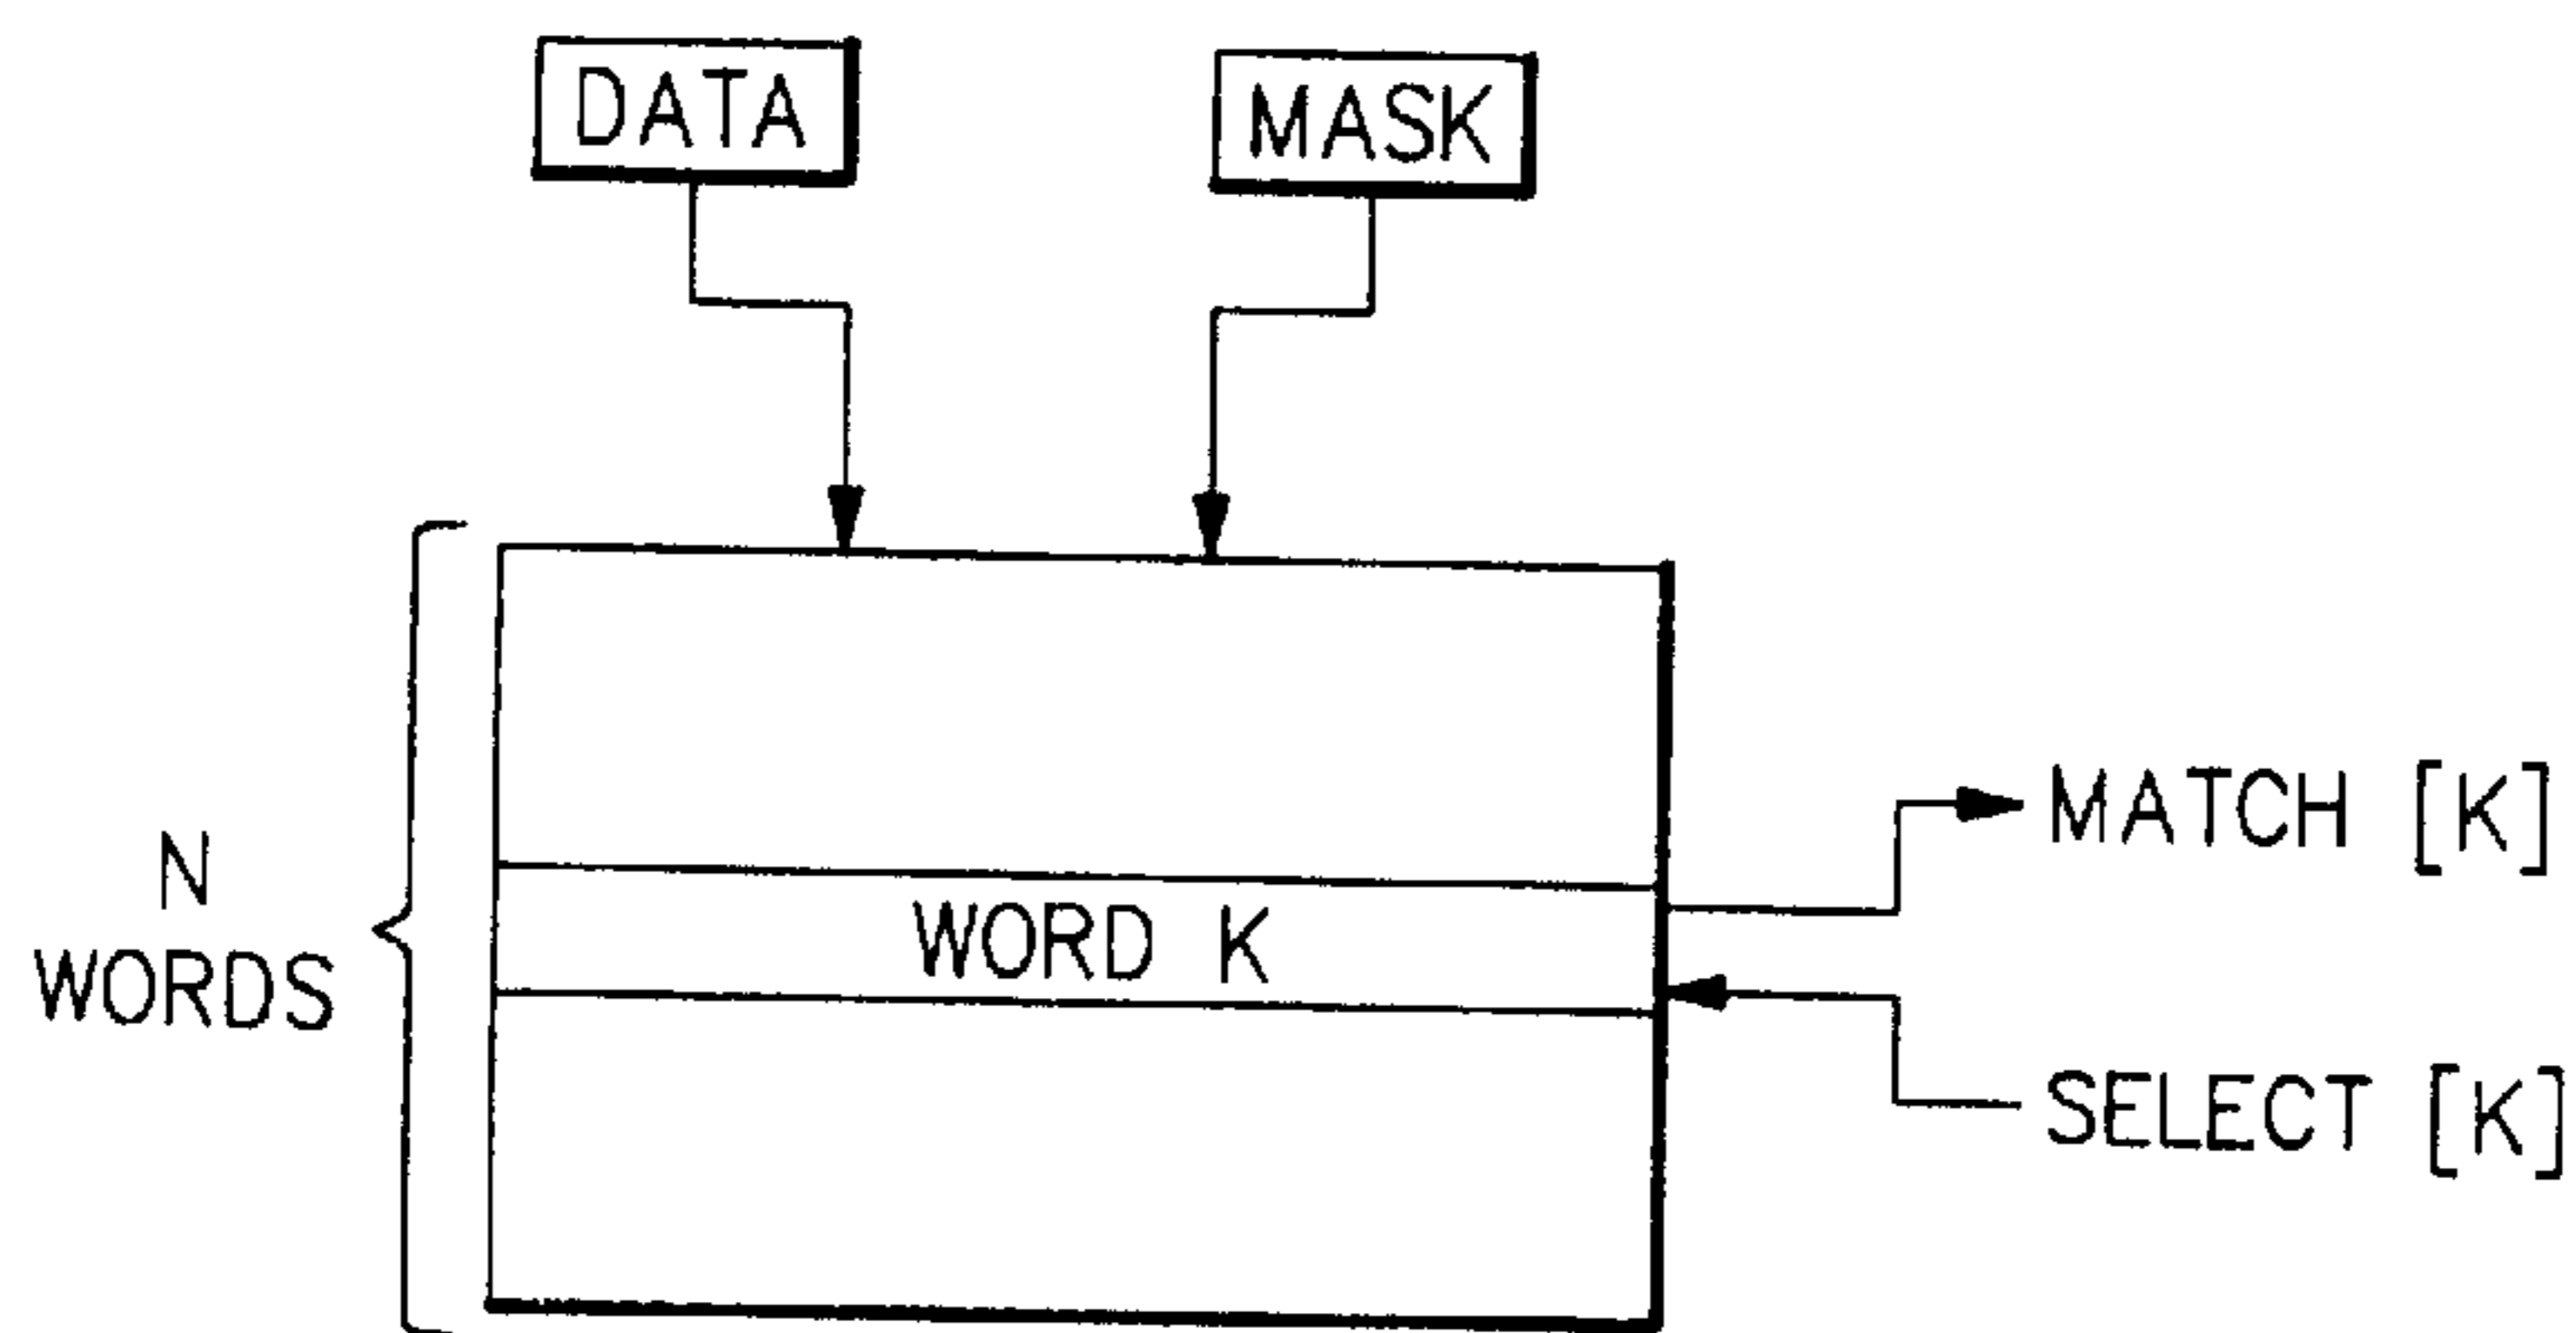 DATA
MASK
N
WORDS
WORD K
MATCH [K]
SELECT [K]